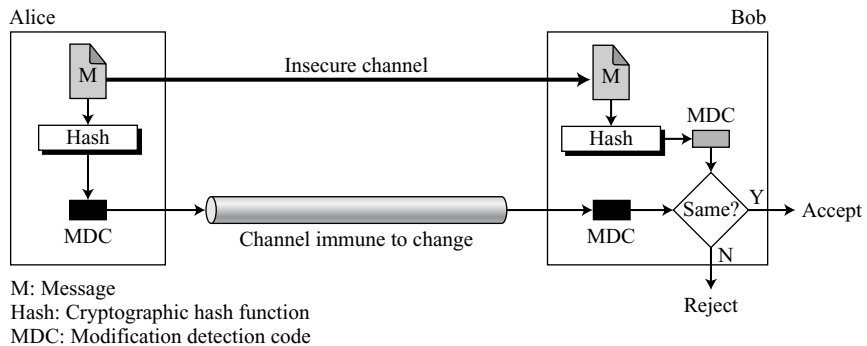 Alice
Bob
M
Insecure channel
M
Hash
Hash
MDC
MDC
Channel immune to change
MDC
Same?
Y
Accept
N
Reject
M: Message
Hash: Cryptographic hash function
MDC: Modification detection code